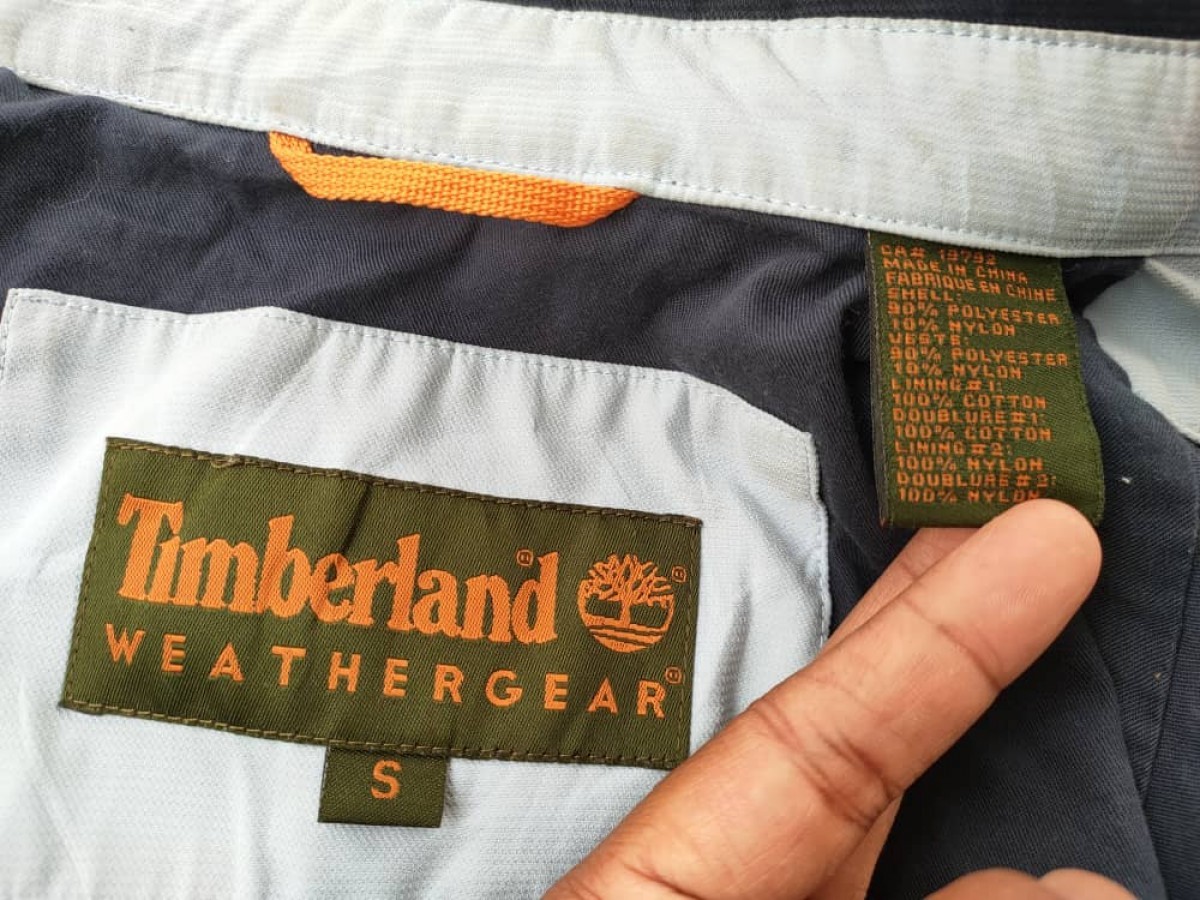 Timberland®
®
WEATHERGEAR®
S
CA# 19792
MADE IN CHINA
FABRIQUE EN CHINE
SHELL:
90% POLYESTER
10% NYLON
VESTE:
90% POLYESTER
10% NYLON
LINING#1:
100% COTTON
DOUBLURE#1:
100% COTTON
LINING#2:
100% NYLON
DOUBLURE#2:
100% NYLON